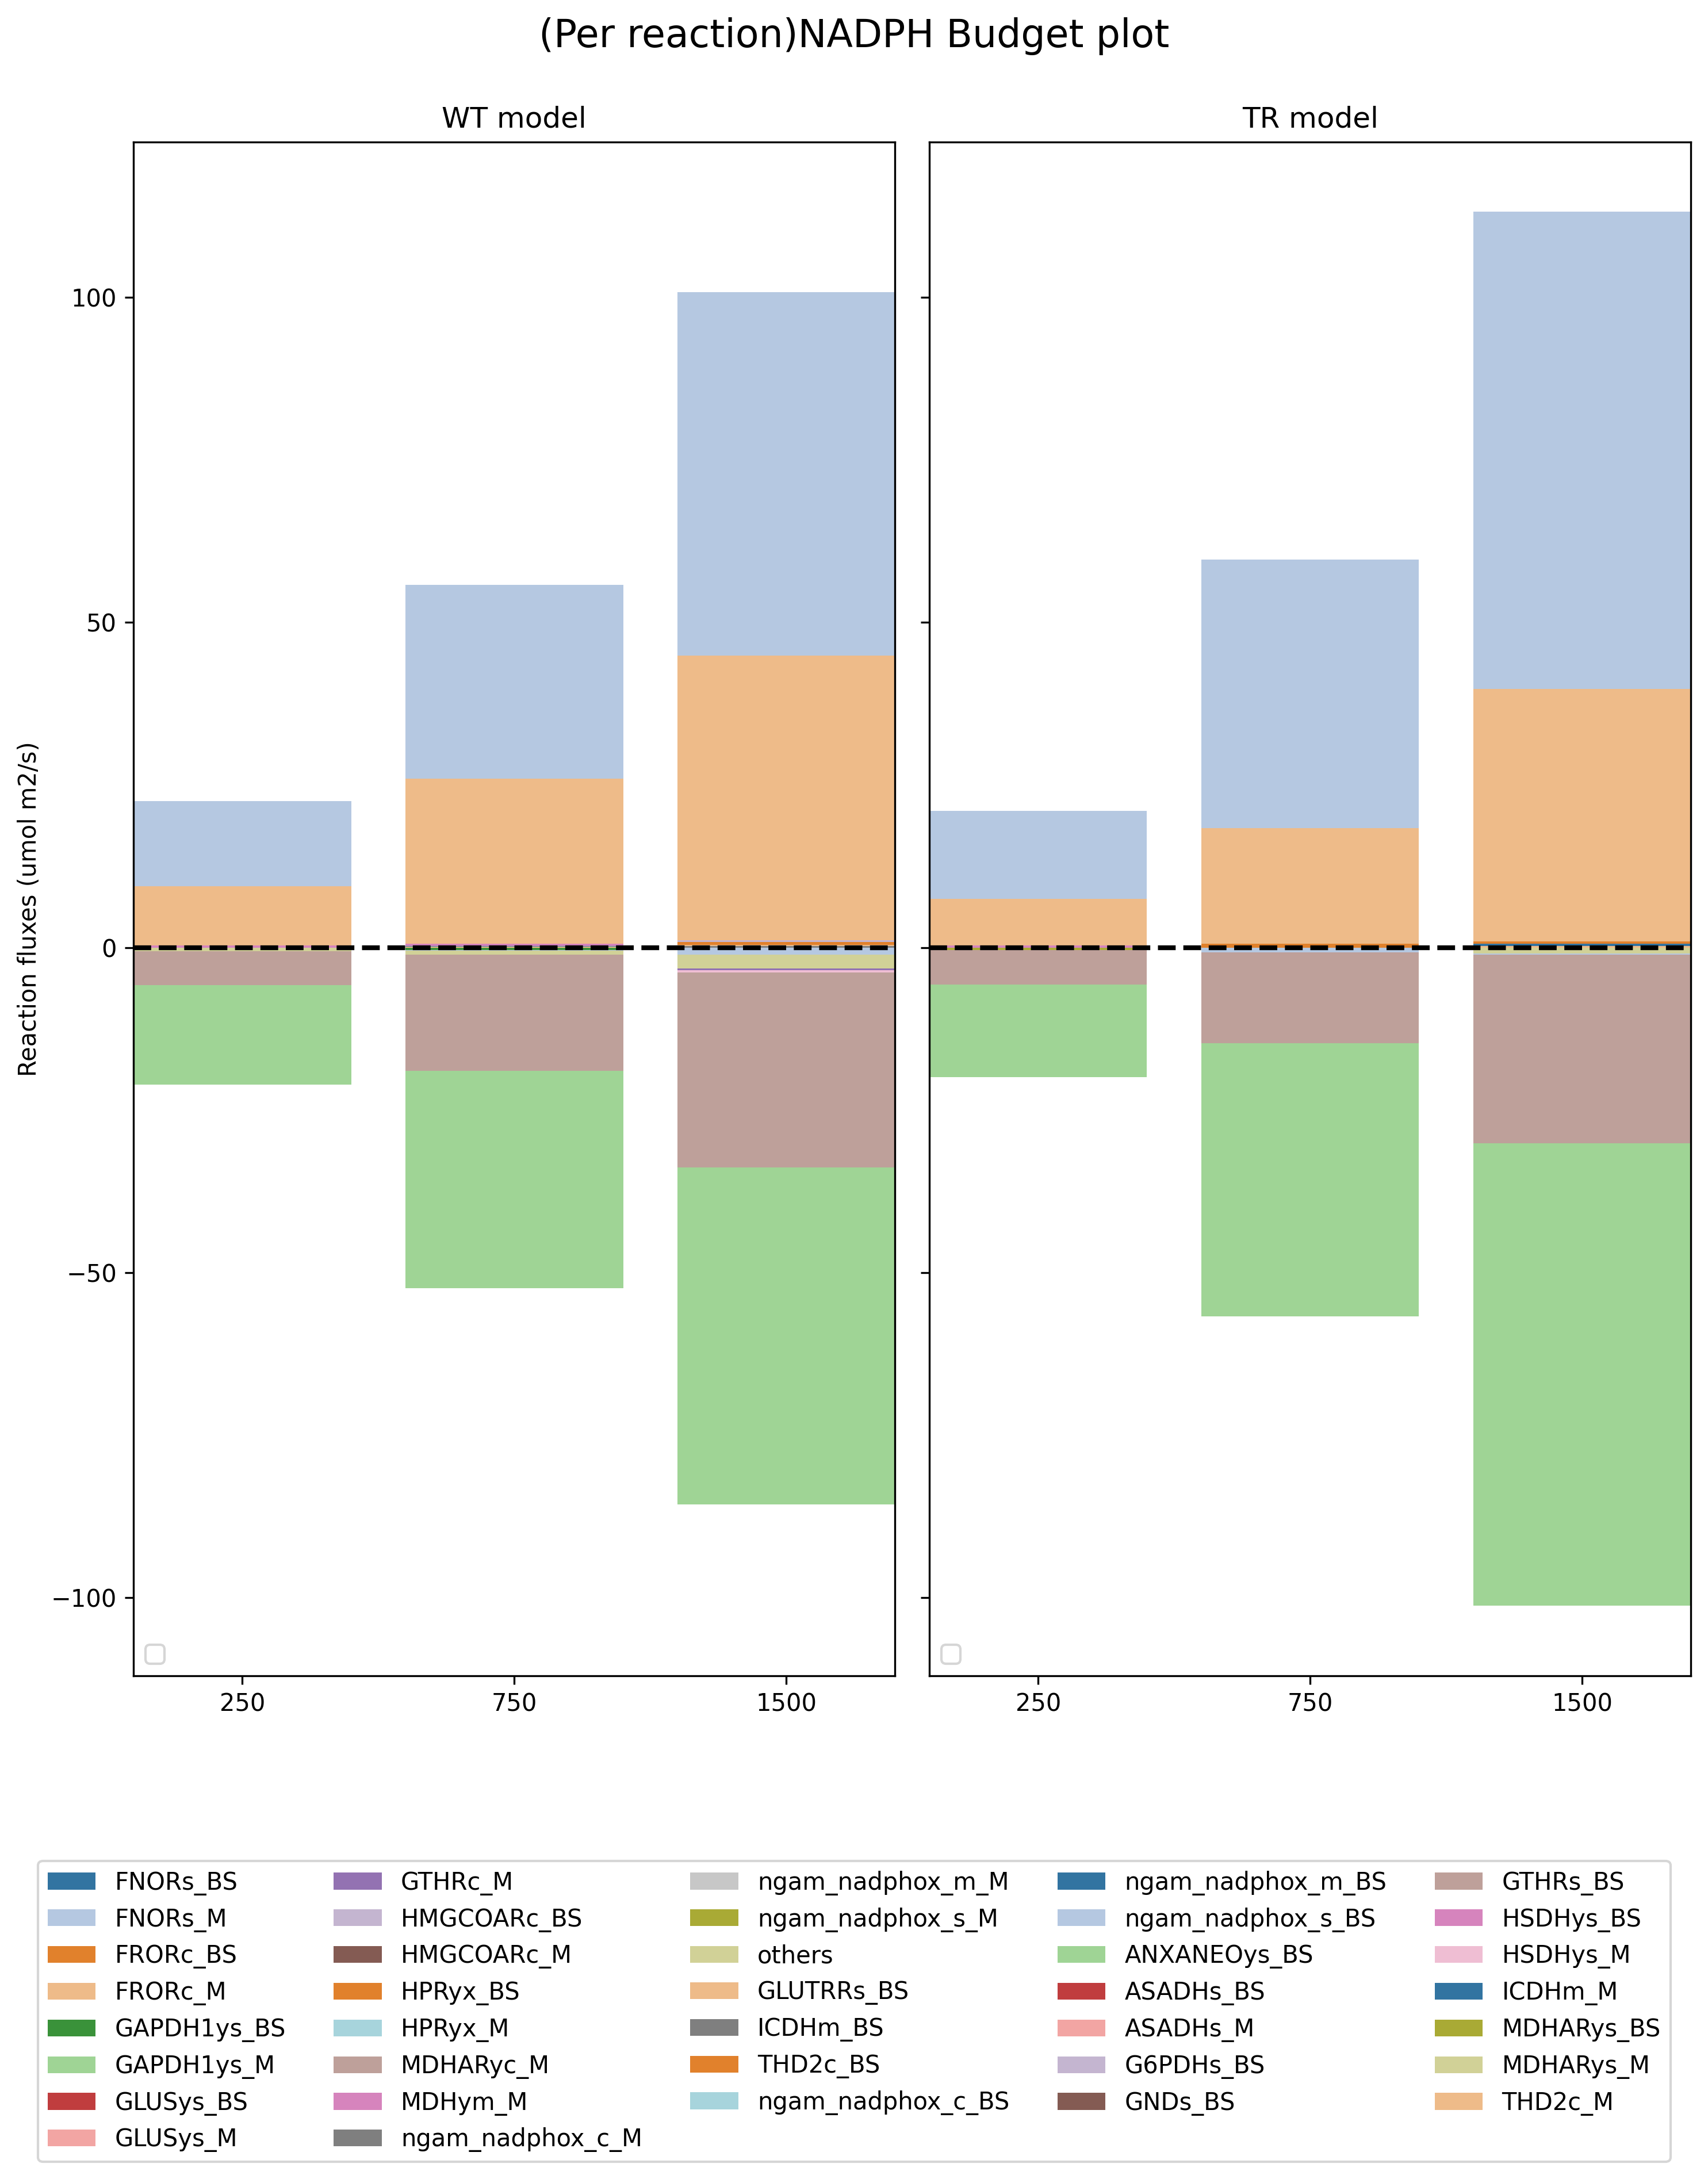 (Per reaction)NADPH Budget plot
WT model
TR model
Reaction fluxes (umol m2/s)
100
50
0
−50
−100
250 750 1500
250 750 1500
FNORs_BS
FNORs_M
FRORc_BS
FRORc_M
GAPDH1ys_BS
GAPDH1ys_M
GLUSys_BS
GLUSys_M
GTHRc_M
HMGCOARc_BS
HMGCOARc_M
HPRyx_BS
HPRyx_M
MDHARyc_M
MDHym_M
ngam_nadphox_c_M
ngam_nadphox_m_M
ngam_nadphox_s_M
others
GLUTRRs_BS
ICDHm_BS
THD2c_BS
ngam_nadphox_c_BS
ngam_nadphox_m_BS
ngam_nadphox_s_BS
ANXANEOys_BS
ASADHs_BS
ASADHs_M
G6PDHs_BS
GNDs_BS
GTHRs_BS
HSDHys_BS
HSDHys_M
ICDHm_M
MDHARys_BS
MDHARys_M
THD2c_M